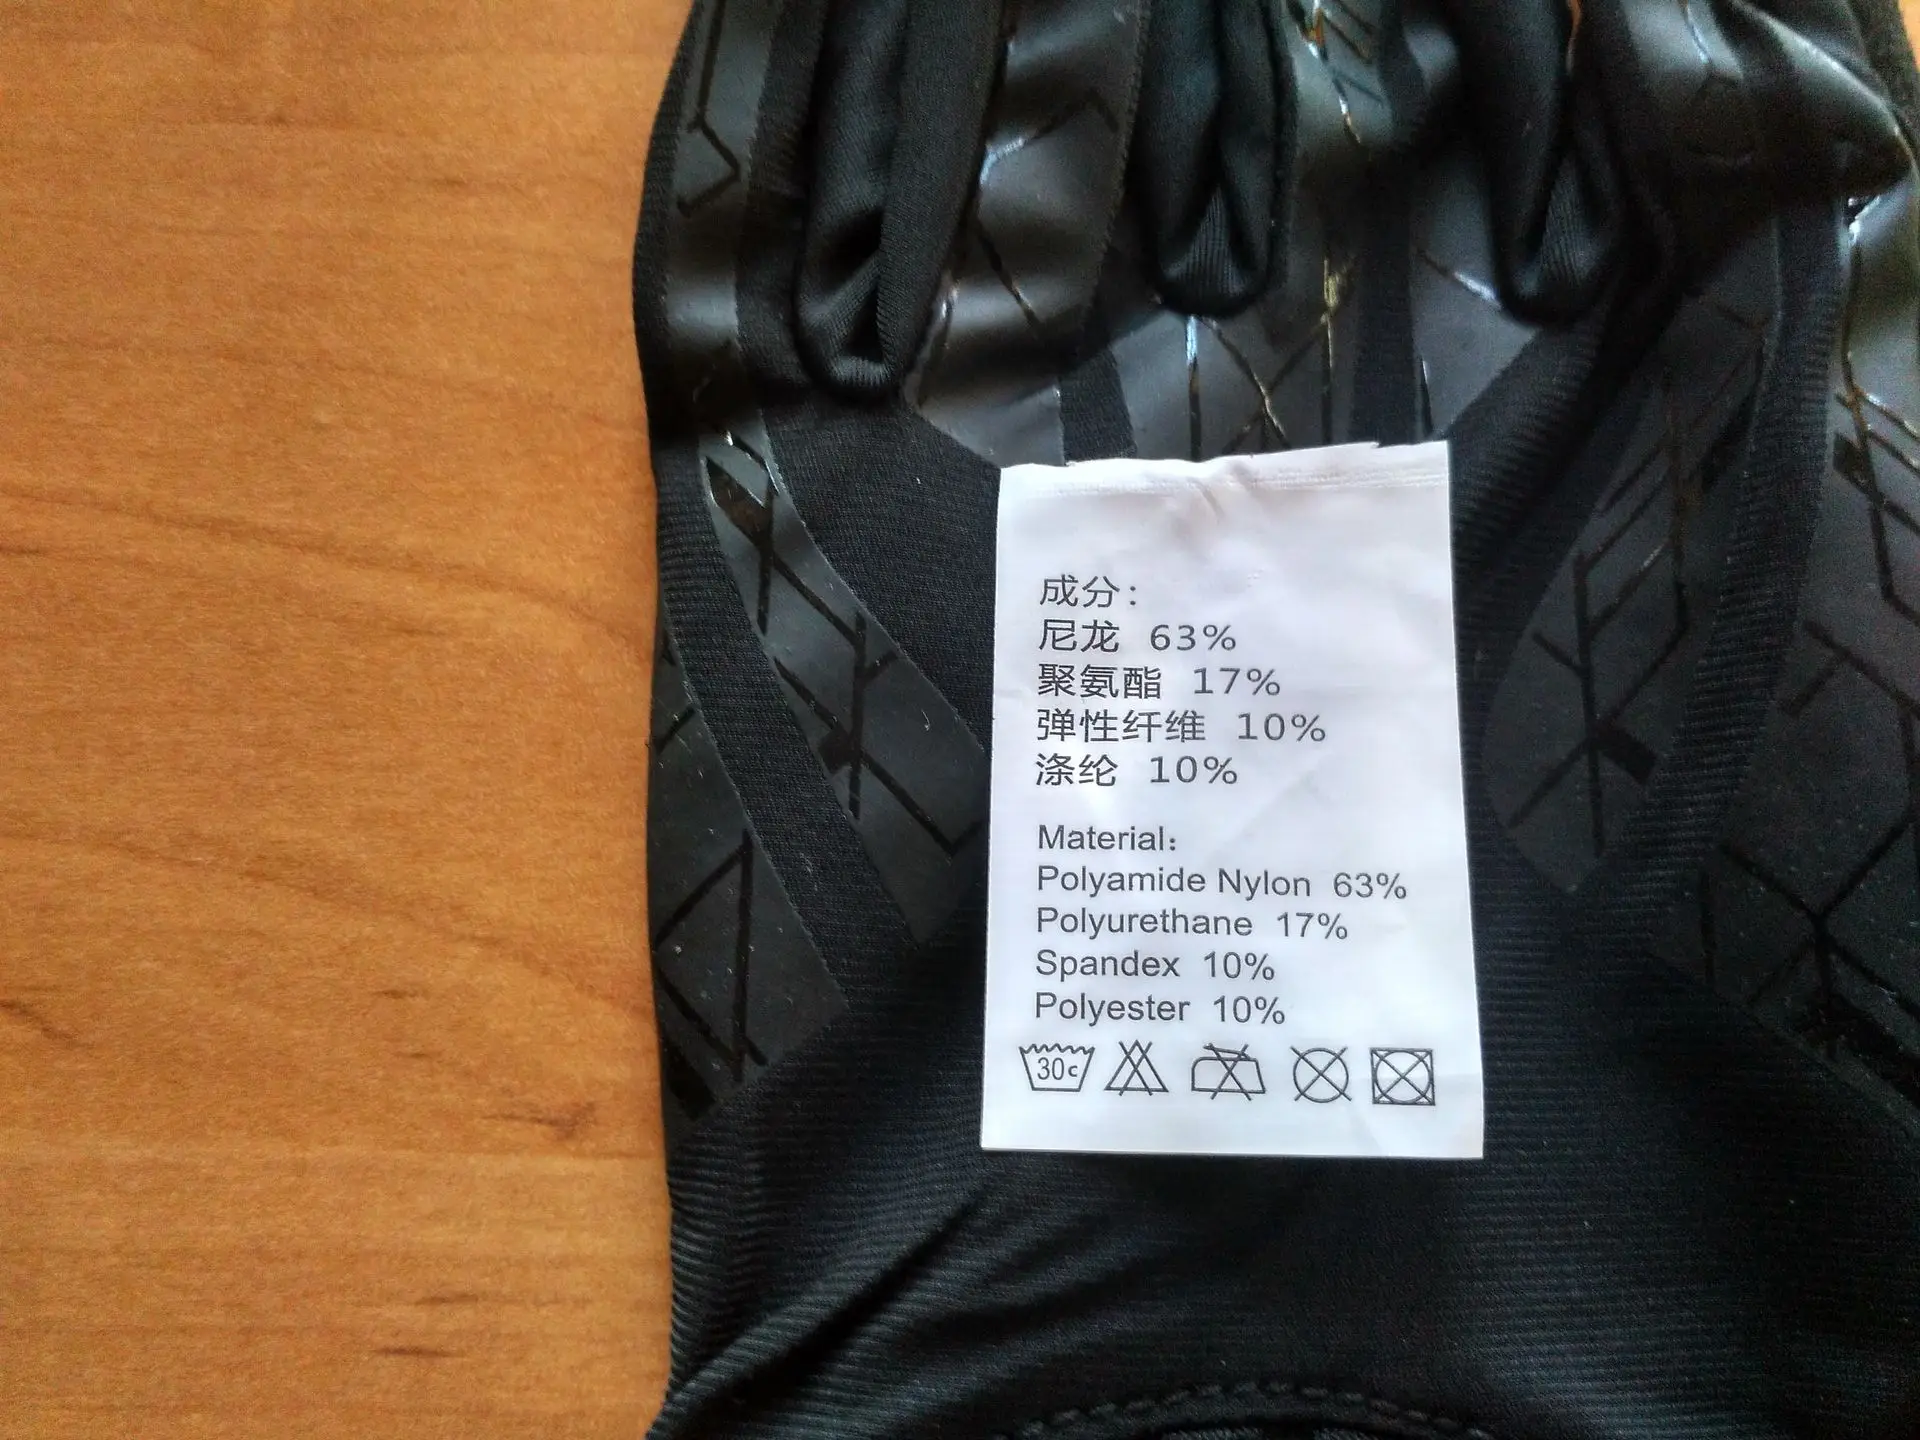 成分：
尼龙 63%
聚氨酯 17%
弹性纤维 10%
涤纶 10%
Material：
Polyamide Nylon 63%
Polyurethane 17%
Spandex 10%
Polyester 10%
30c